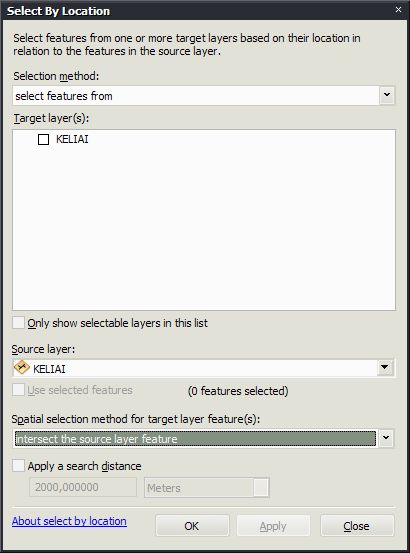 Select By Location
Select features from one or more target layers based on their location in
relation to the features in the source layer.
Selection method:
select features from
Target layer(s):
KELIAI
Only show selectable layers in this list
Source layer:
KELIAI
Use selected features (0 features selected)
Spatial selection method for target layer feature(s):
intersect the source layer feature
Apply a search distance
2000,000000 Meters
About select by location OK Apply Close